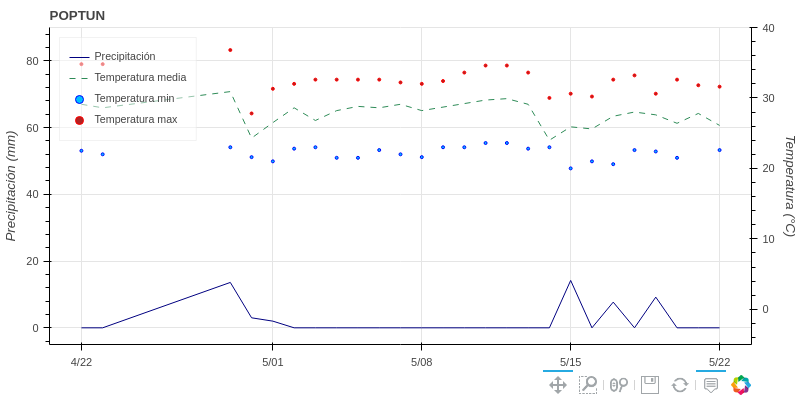 POPTUN
Precipitación
Temperatura media
Temperatura min
Temperatura max
Precipitación (mm)
80
60
40
20
0
Temperatura (°C)
40
30
20
10
0
4/22
5/01
5/08
5/15
5/22